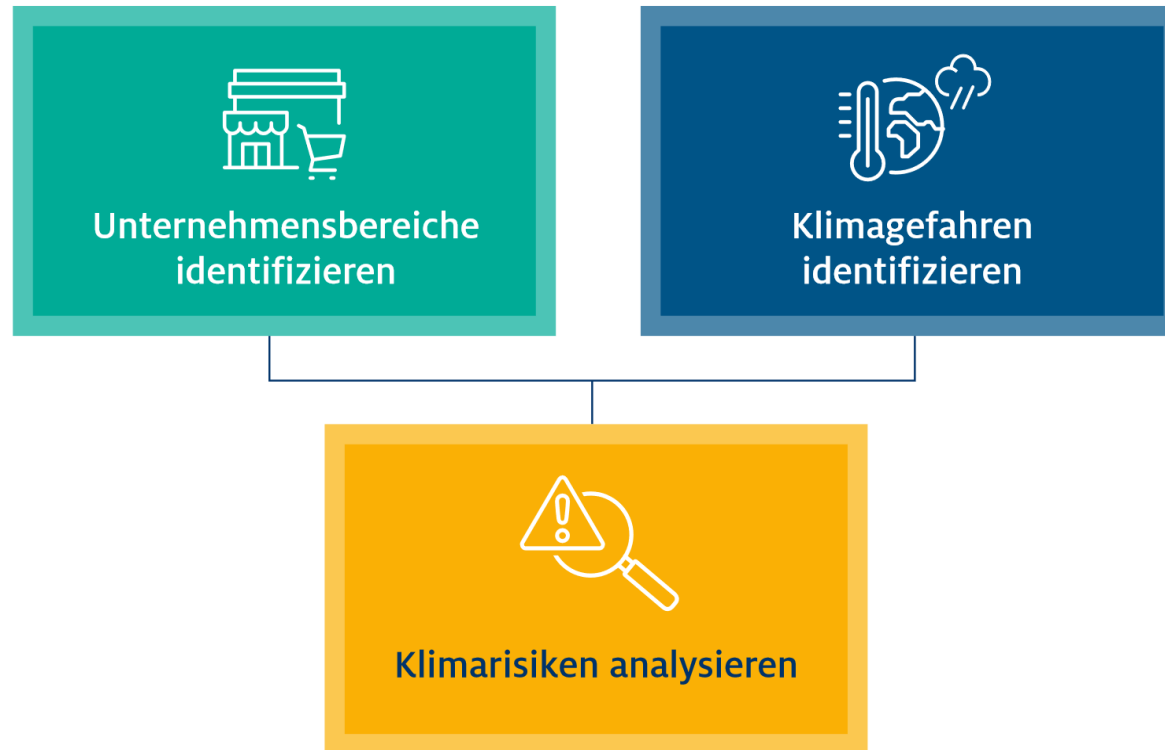 Unternehmensbereiche
identifizieren
Klimagefahren
identifizieren
Klimarisiken analysieren